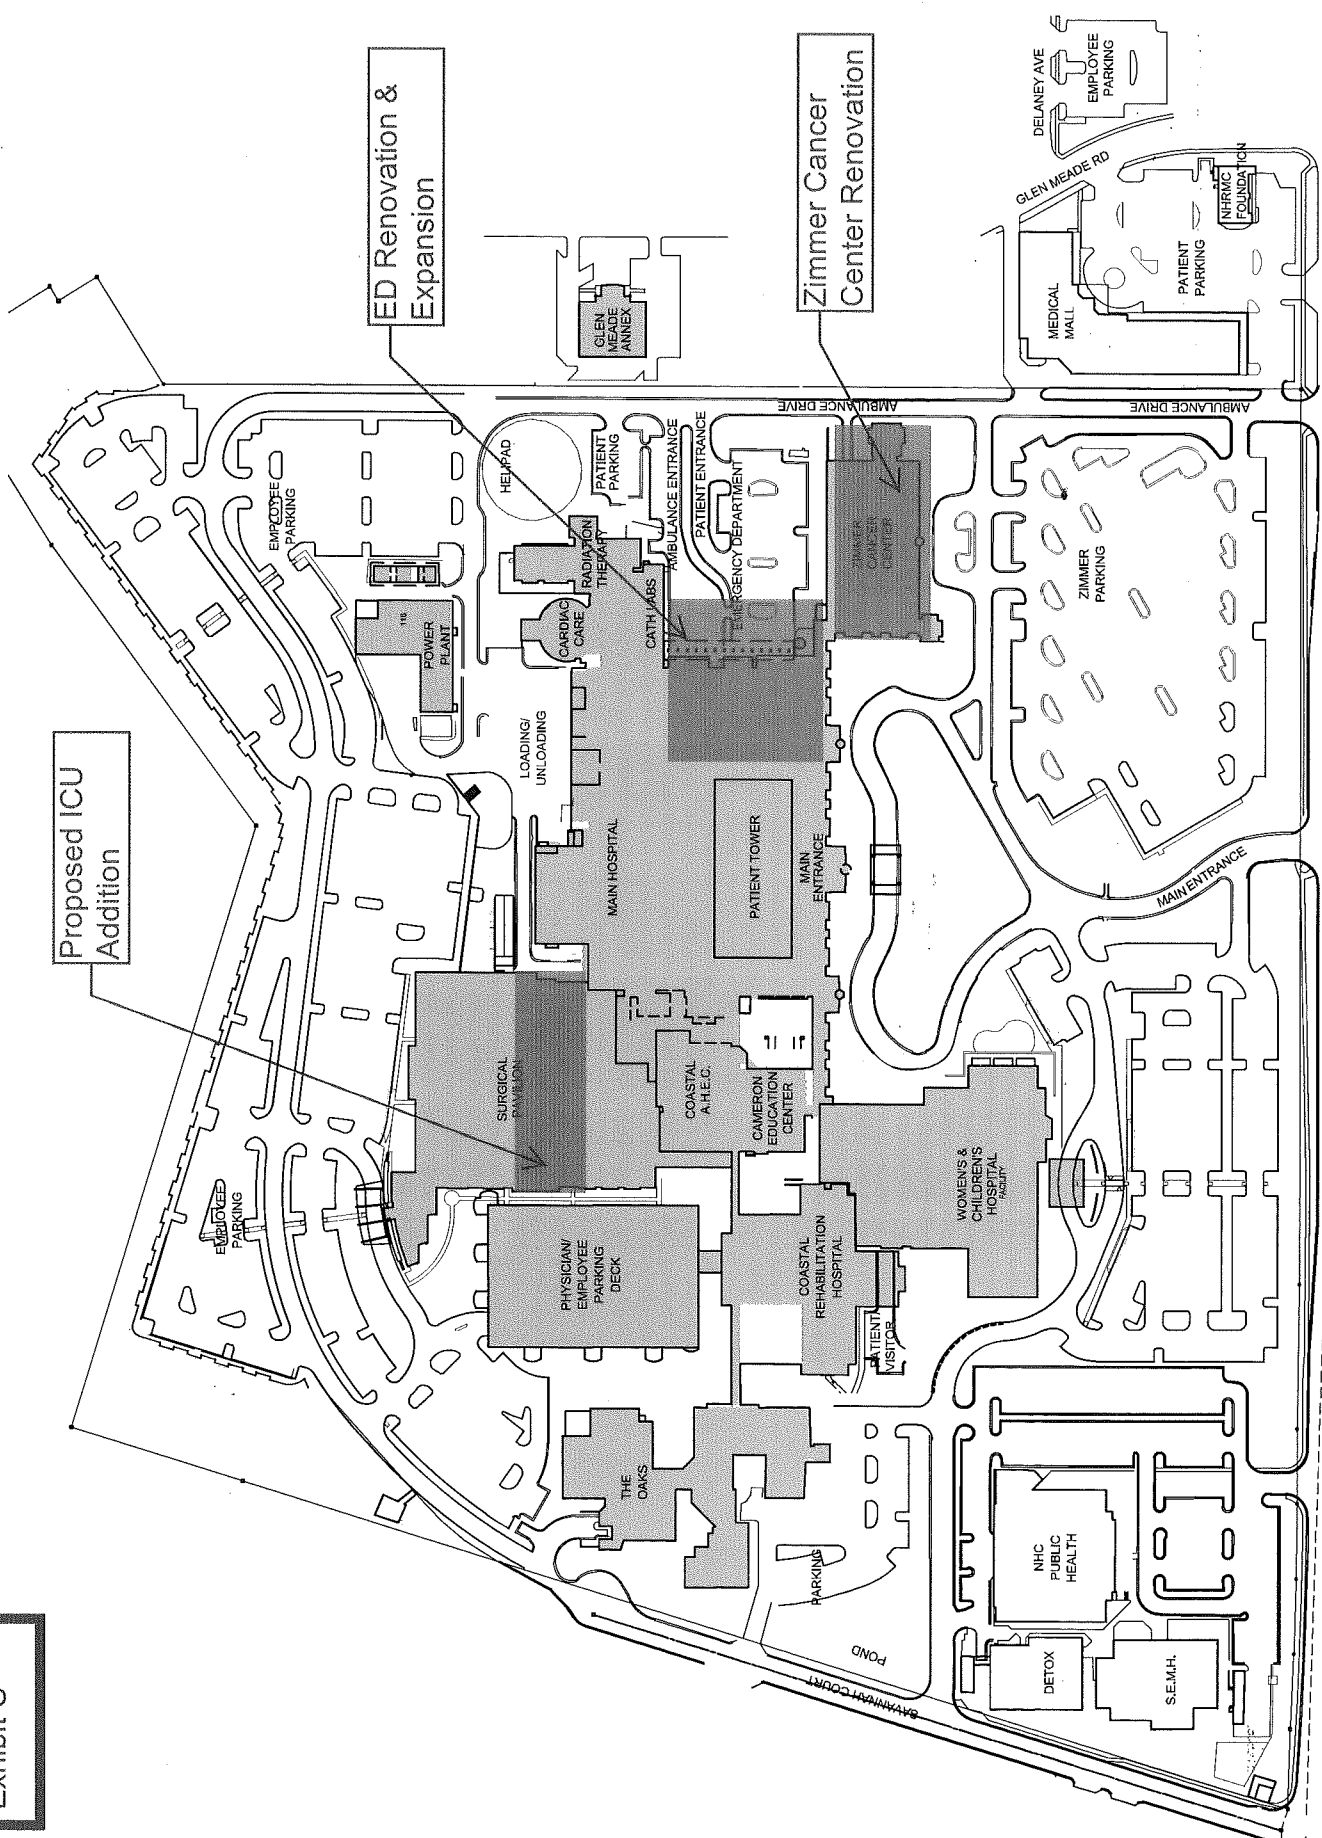 Exhibit
Proposed ICU
Addition
ED Renovation &
Expansion
Zimmer Cancer
Center Renovation
EMPLOYEE
PARKING
EMPLOYEE
PARKING
POWER
PLANT
HELIPAD
GLEN
MEADE
ANNEX
PATIENT
PARKING
LOADING/
UNLOADING
CARDIAC
CARE
RADIATION
THERAPY
CATH LABS
AMBULANCE ENTRANCE
PATIENT ENTRANCE
EMERGENCY DEPARTMENT
AMBULANCE DRIVE
AMBULANCE DRIVE
SURGICAL
PAVILION
MAIN HOSPITAL
PATIENT TOWER
MAIN
ENTRANCE
ZIMMER
CANCER
CENTER
PHYSICIAN/
EMPLOYEE
PARKING
DECK
COASTAL
A.H.E.C.
CAMERON
EDUCATION
CENTER
THE
OAKS
COASTAL
REHABILITATION
HOSPITAL
PATIENT/
VISITOR
WOMEN'S &
CHILDREN'S
HOSPITAL
FACILITY
ZIMMER
PARKING
MAIN ENTRANCE
PARKING
POND
SAVANNAH COURT
NHC
PUBLIC
HEALTH
DETOX
S.E.M.H.
MEDICAL
MALL
PATIENT
PARKING
NHRMC
FOUNDATION
GLEN MEADE RD
DELANEY AVE
EMPLOYEE
PARKING